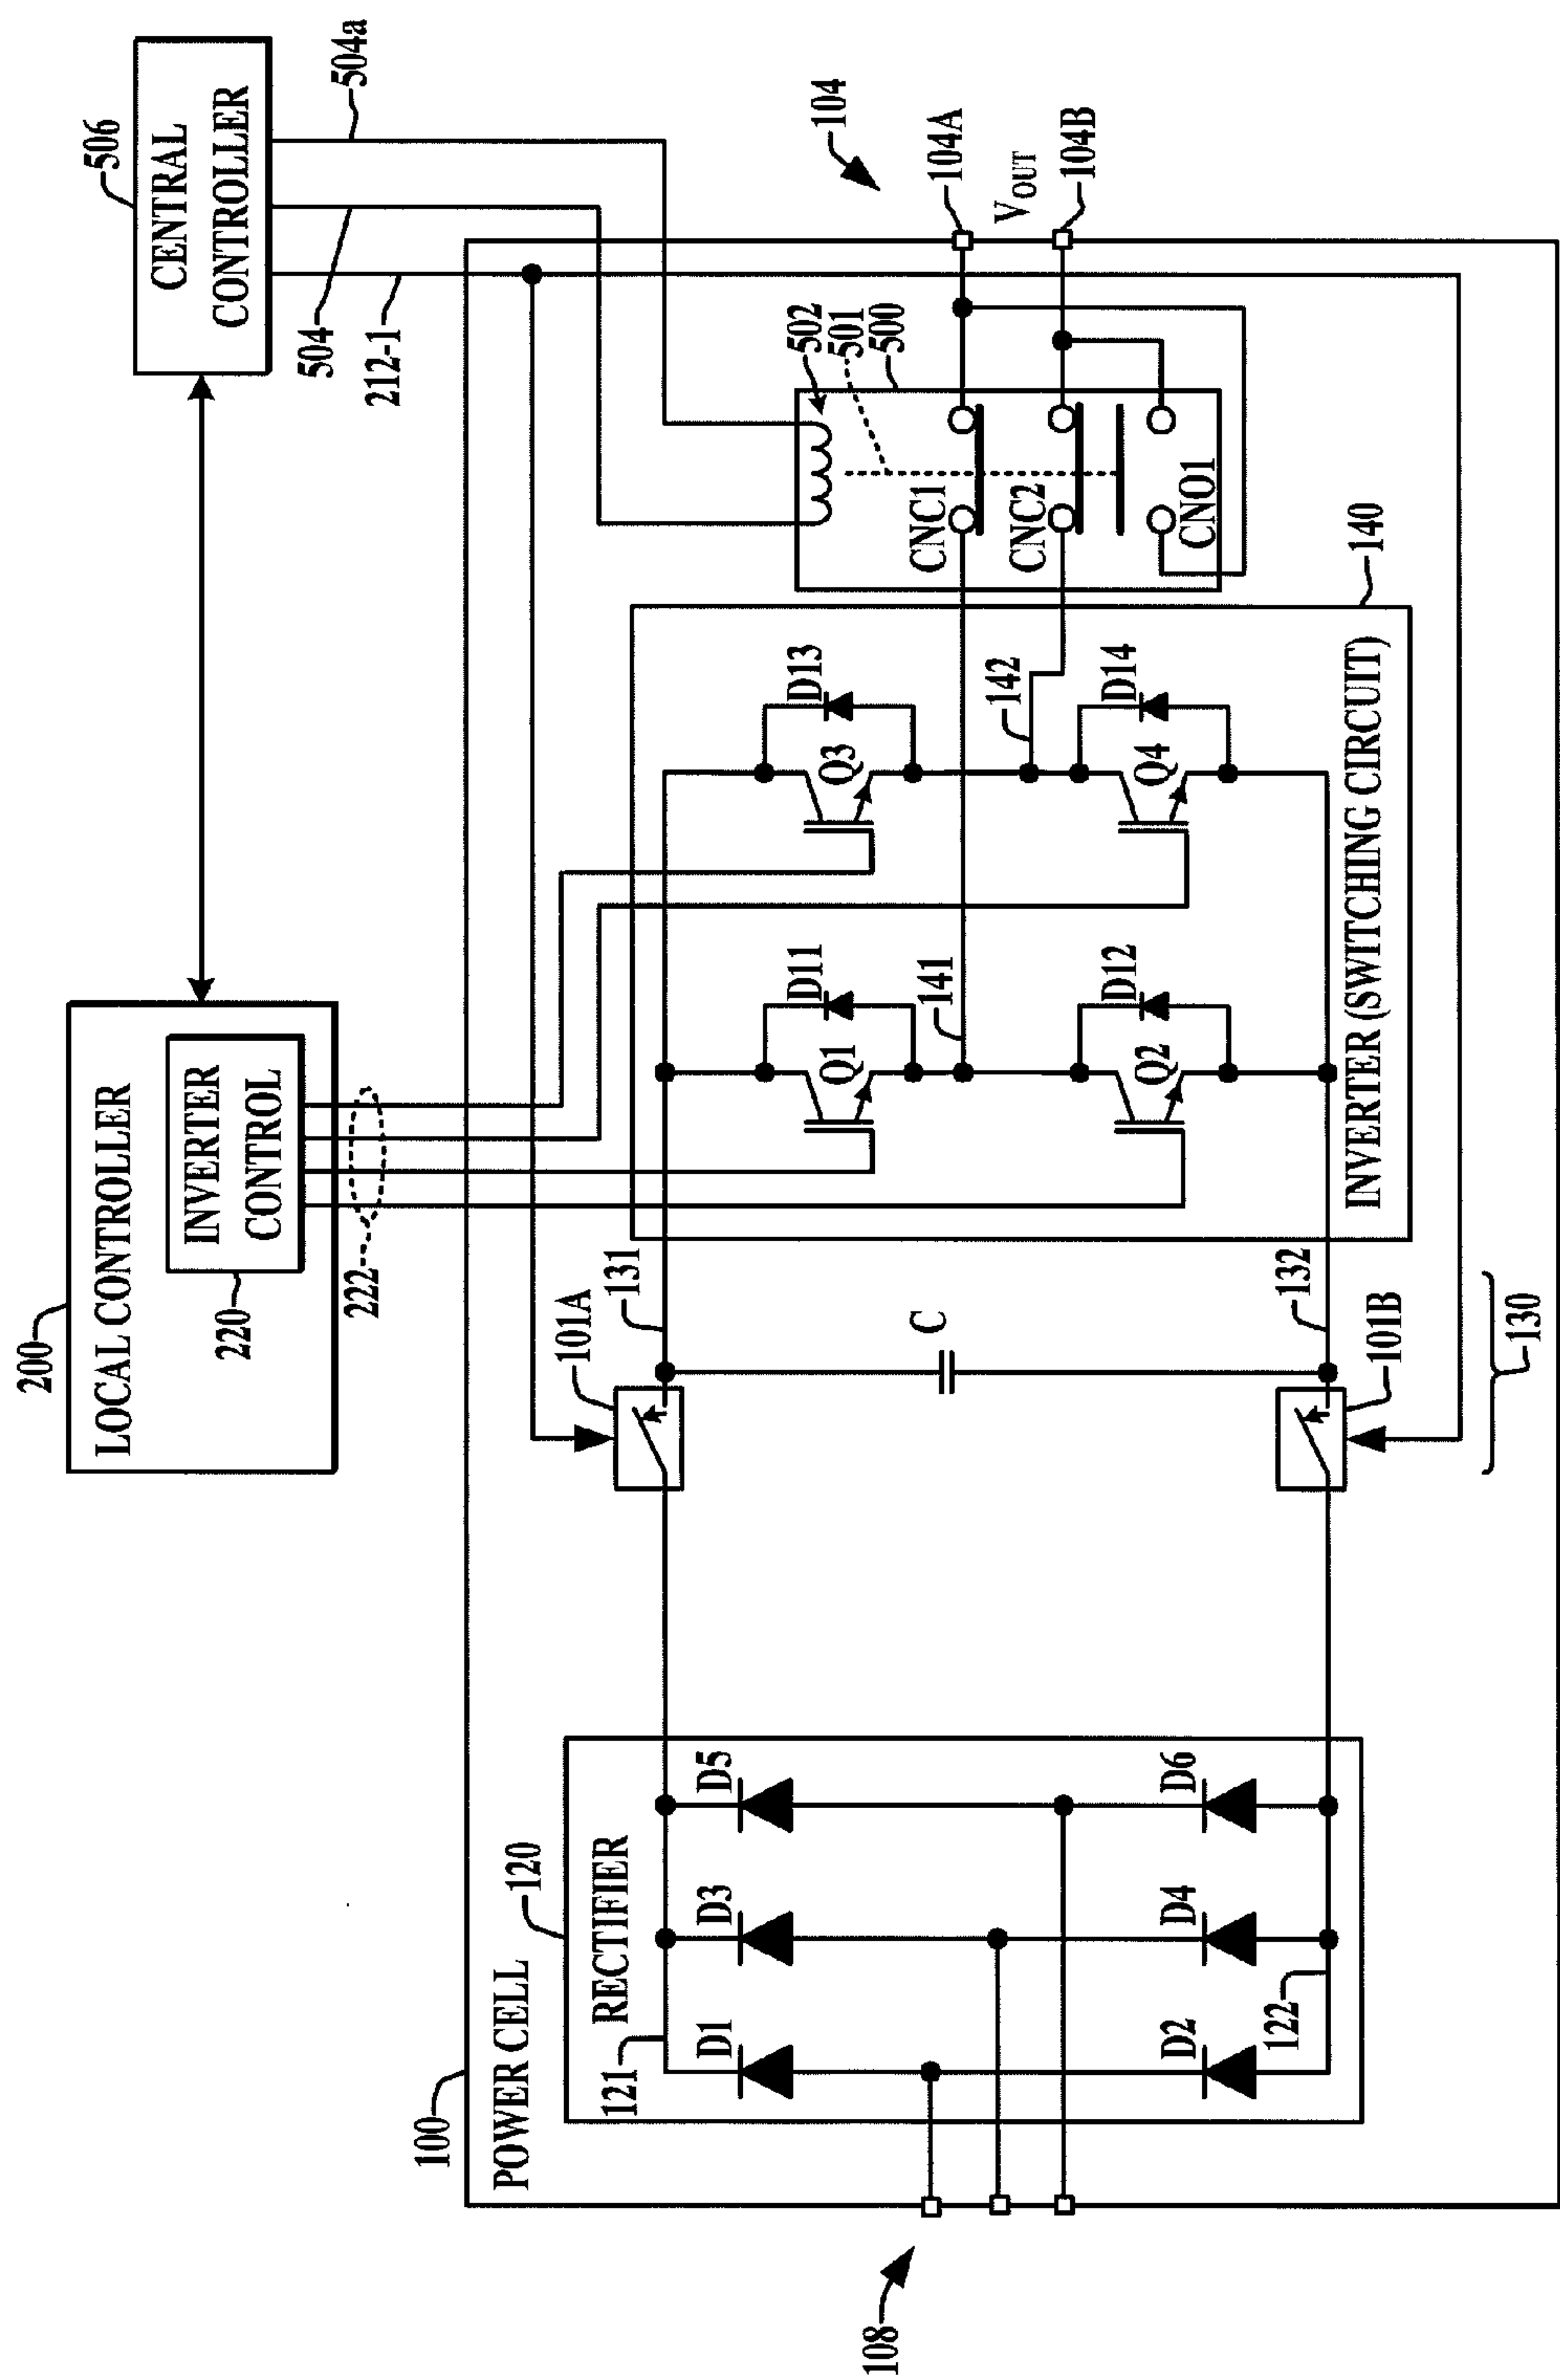 200
LOCAL CONTROLLER
INVERTER
CONTROL
220
222
506
CENTRAL
CONTROLLER
504a
504
212-1
100
POWER CELL
120
RECTIFIER
121
D1
D3
D5
D2
D4
D6
122
108
101A
131
C
132
101B
130
Q1
D11
Q3
D13
141
142
Q2
D12
Q4
D14
INVERTER (SWITCHING CIRCUIT)
140
502
501
500
CNC1
CNC2
CNO1
104
104A
VOUT
104B